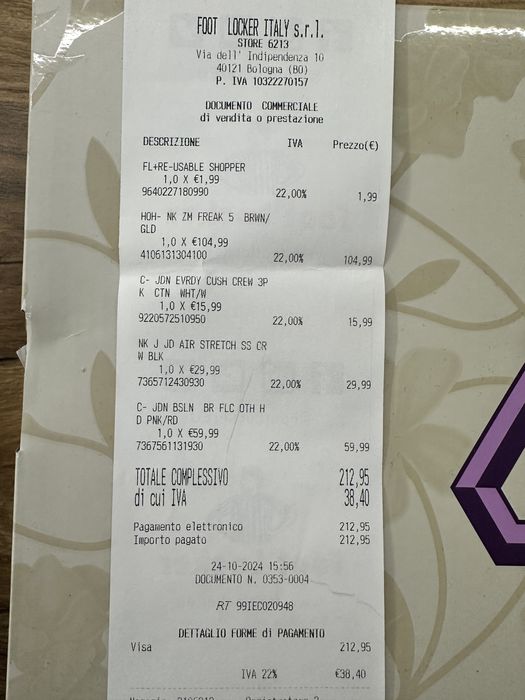 FOOT LOCKER ITALY s.r.l.
STORE 6213
Via dell' Indipendenza 10
40121 Bologna (BO)
P. IVA 10322270157
DOCUMENTO COMMERCIALE
di vendita o prestazione
DESCRIZIONE IVA Prezzo(€)
FL+RE-USABLE SHOPPER
1,0 X €1,99
9640227180990 22,00% 1,99
HOH- NK ZM FREAK 5 BRWN/
GLD
1,0 X €104,99
4106131304100 22,00% 104,99
C- JDN EVRDY CUSH CREW 3P
K CTN WHT/W
1,0 X €15,99
9220572510950 22,00% 15,99
NK J JD AIR STRETCH SS CR
W BLK
1,0 X €29,99
7365712430930 22,00% 29,99
C- JDN BSLN BR FLC OTH H
D PNK/RD
1,0 X €59,99
7367561131930 22,00% 59,99
TOTALE COMPLESSIVO 212,95
di cui IVA 38,40
Pagamento elettronico 212,95
Importo pagato 212,95
24-10-2024 15:56
DOCUMENTO N. 0353-0004
RT 99IEC020948
DETTAGLIO FORME di PAGAMENTO
Visa 212,95
IVA 22% €38,40